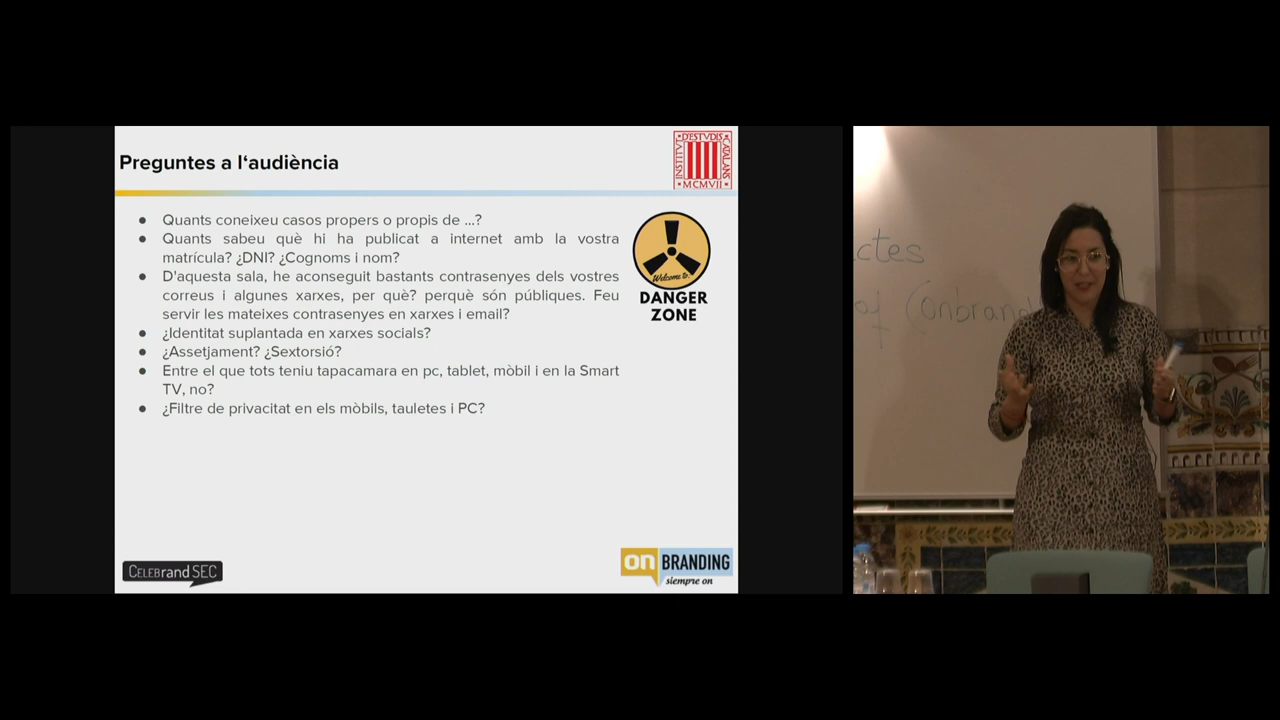 Preguntes a l‘audiència
INSTITVT
D'ESTVDIS
CATALANS
MCMVII
● Quants coneixeu casos propers o propis de ...?
● Quants sabeu què hi ha publicat a internet amb la vostra
matrícula? ¿DNI? ¿Cognoms i nom?
● D'aquesta sala, he aconseguit bastants contrasenyes dels vostres
correus i algunes xarxes, per què? perquè són públiques. Feu
servir les mateixes contrasenyes en xarxes i email?
● ¿Identitat suplantada en xarxes socials?
● ¿Assetjament? ¿Sextorsió?
● Entre el que tots teniu tapacamara en pc, tablet, mòbil i en la Smart
TV, no?
● ¿Filtre de privacitat en els mòbils, tauletes i PC?
Welcome to:
DANGER
ZONE
CELEBrandSEC
on BRANDING
siempre on
ctes
(onbrand